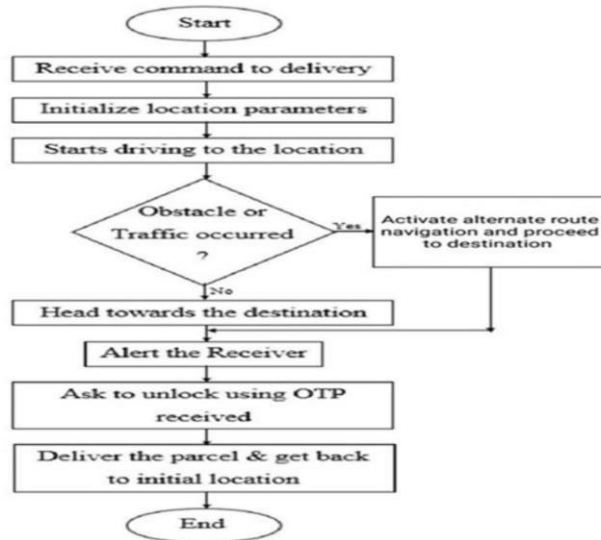 Start
Receive command to delivery
Initialize location parameters
Starts driving to the location
Obstacle or
Traffic occurred
?
Yes
Activate alternate route
navigation and proceed
to destination
No
Head towards the destination
Alert the Receiver
Ask to unlock using OTP
received
Deliver the parcel & get back
to initial location
End